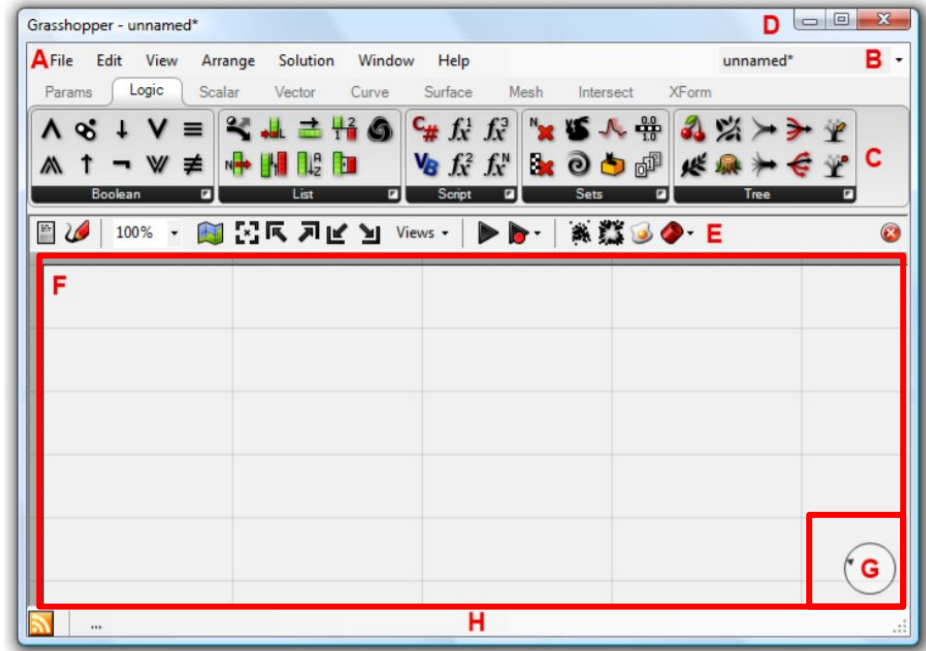 Grasshopper - unnamed* D
A File Edit View Arrange Solution Window Help unnamed* B
Params Logic Scalar Vector Curve Surface Mesh Intersect XForm
C
Boolean List Script Sets Tree
100% Views E
F
G
... H